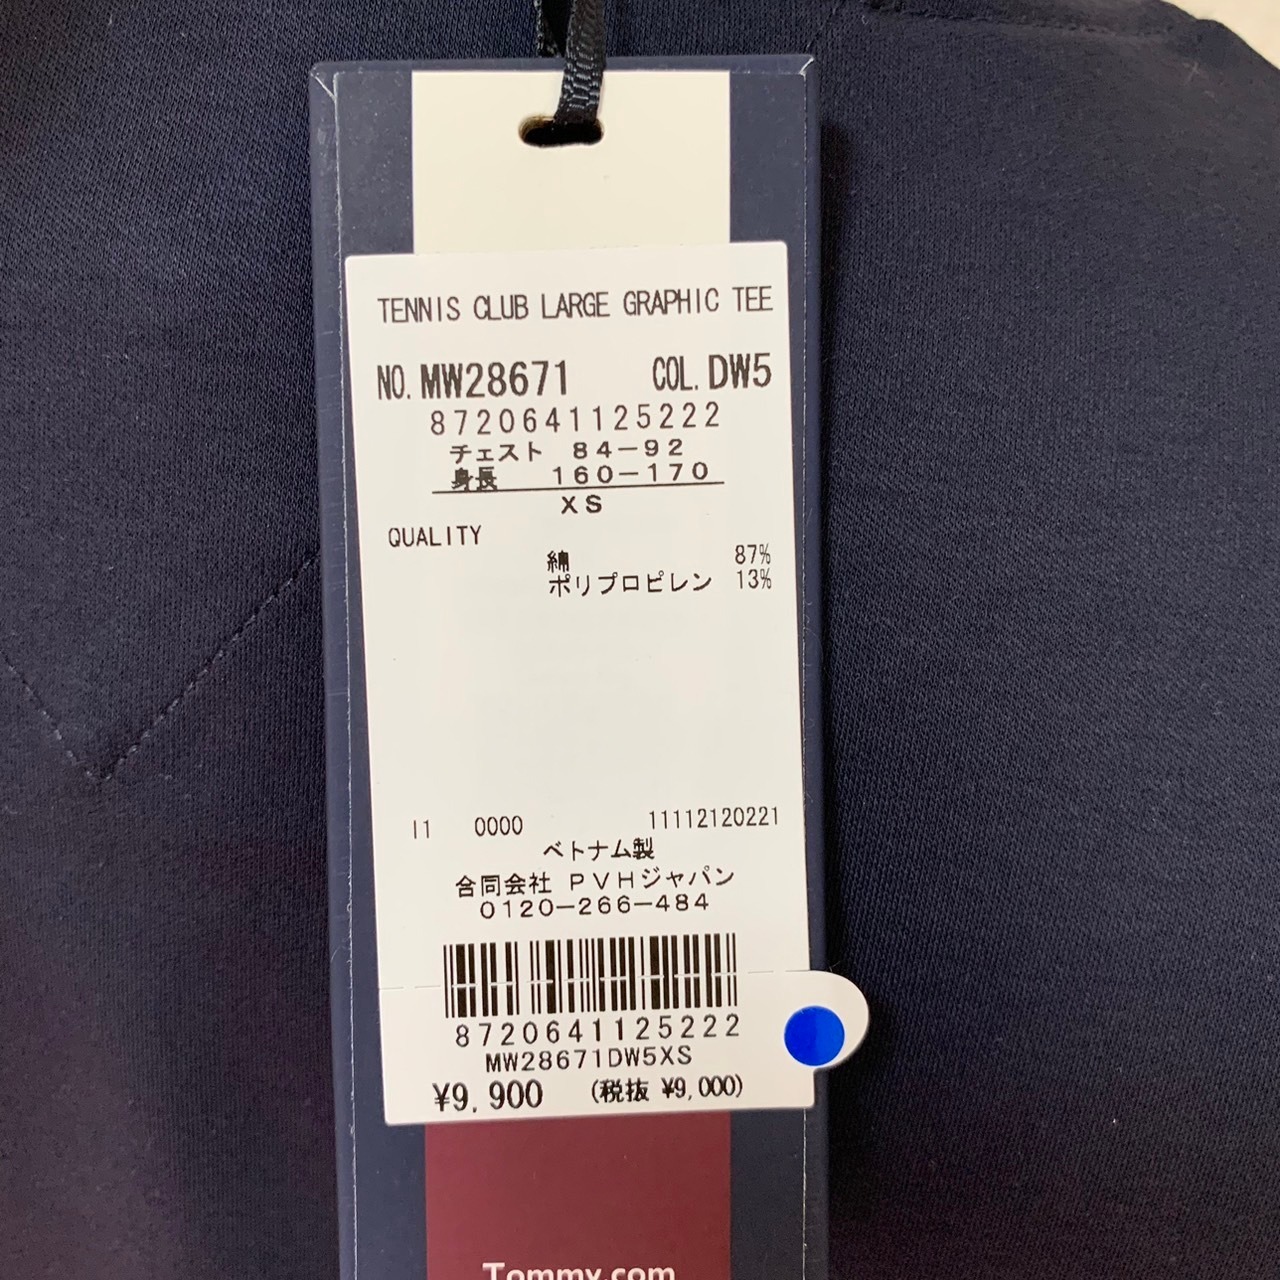 TENNIS CLUB LARGE GRAPHIC TEE
NO. MW28671 COL. DW5
8720641125222
チェスト 84－92
身長 160－170
XS
QUALITY
綿 87%
ポリプロピレン 13%
I1 0000 11112120221
ベトナム製
合同会社 PVHジャパン
0120－266－484
8720641125222
MW28671DW5XS
¥9,900 (税抜 ¥9,000)
Tommy.com